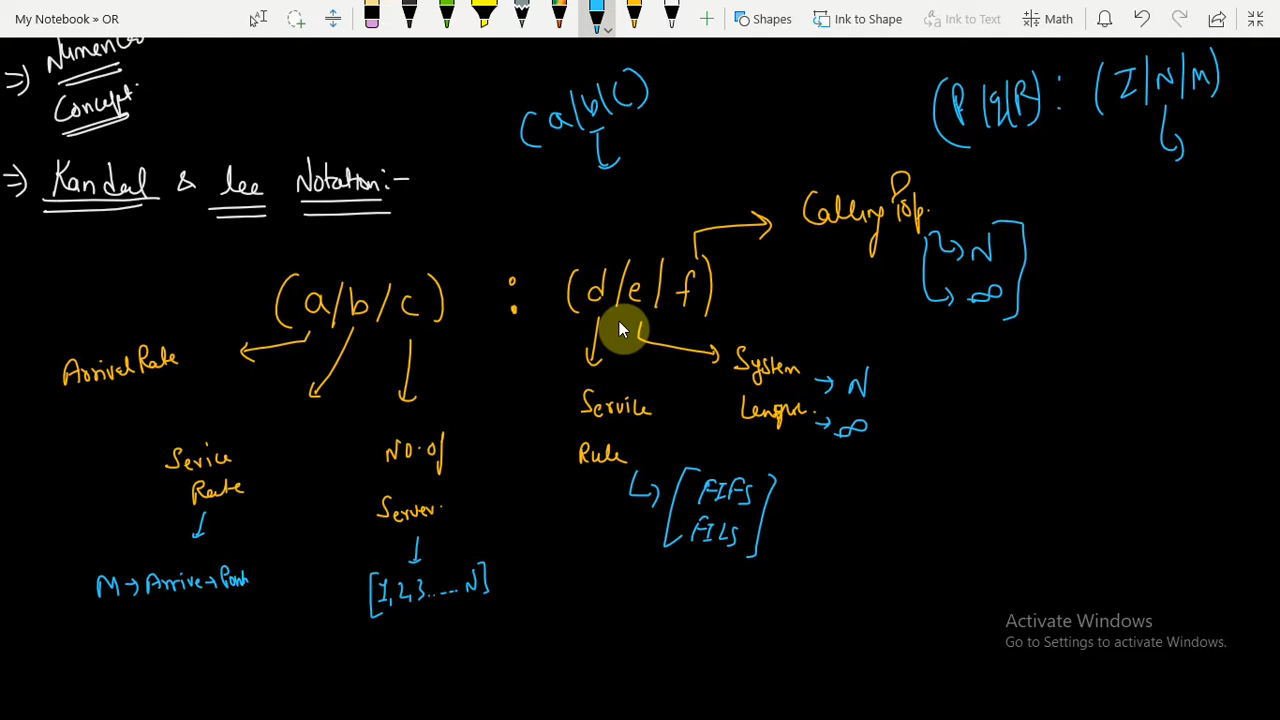 My Notebook » OR
Shapes
Ink to Shape
Ink to Text
Math
=> Numerical
Concept.
(a/b/c)
(P/q/R) : (I/N/M)
=> Kandal & lee Notation:-
Calling Pop.
N
∞
(a/b/c) : (d/e/f)
Arrival Rate
System
Length.
→ N
→ ∞
Service
Rule
FIFS
FILS
Service
Rate
No. of
Server.
M → Arrive → Poin
[1,2,3.....N]
Activate Windows
Go to Settings to activate Windows.